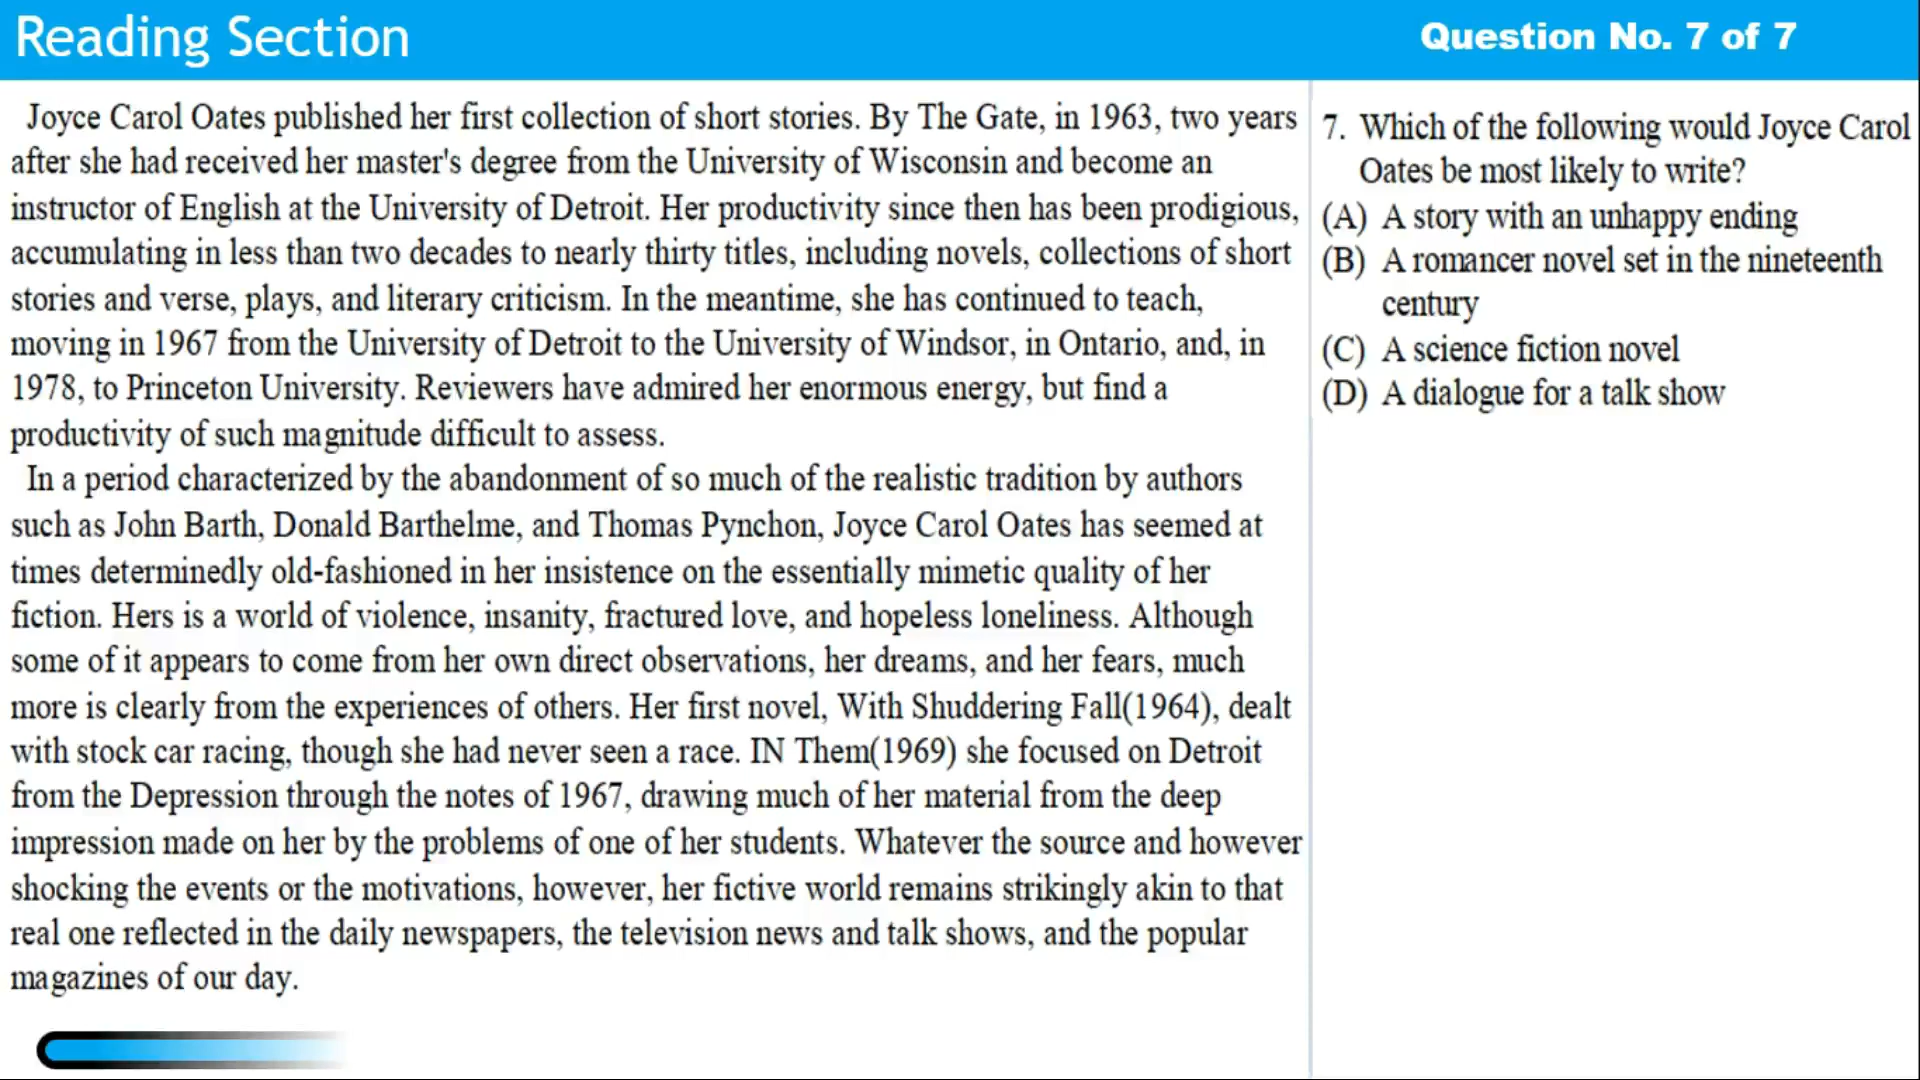 Reading Section
Question No. 7 of 7
Joyce Carol Oates published her first collection of short stories. By The Gate, in 1963, two years
after she had received her master's degree from the University of Wisconsin and become an
instructor of English at the University of Detroit. Her productivity since then has been prodigious,
accumulating in less than two decades to nearly thirty titles, including novels, collections of short
stories and verse, plays, and literary criticism. In the meantime, she has continued to teach,
moving in 1967 from the University of Detroit to the University of Windsor, in Ontario, and, in
1978, to Princeton University. Reviewers have admired her enormous energy, but find a
productivity of such magnitude difficult to assess.
In a period characterized by the abandonment of so much of the realistic tradition by authors
such as John Barth, Donald Barthelme, and Thomas Pynchon, Joyce Carol Oates has seemed at
times determinedly old-fashioned in her insistence on the essentially mimetic quality of her
fiction. Hers is a world of violence, insanity, fractured love, and hopeless loneliness. Although
some of it appears to come from her own direct observations, her dreams, and her fears, much
more is clearly from the experiences of others. Her first novel, With Shuddering Fall(1964), dealt
with stock car racing, though she had never seen a race. IN Them(1969) she focused on Detroit
from the Depression through the notes of 1967, drawing much of her material from the deep
impression made on her by the problems of one of her students. Whatever the source and however
shocking the events or the motivations, however, her fictive world remains strikingly akin to that
real one reflected in the daily newspapers, the television news and talk shows, and the popular
magazines of our day.
7. Which of the following would Joyce Carol
Oates be most likely to write?
(A) A story with an unhappy ending
(B) A romancer novel set in the nineteenth
century
(C) A science fiction novel
(D) A dialogue for a talk show